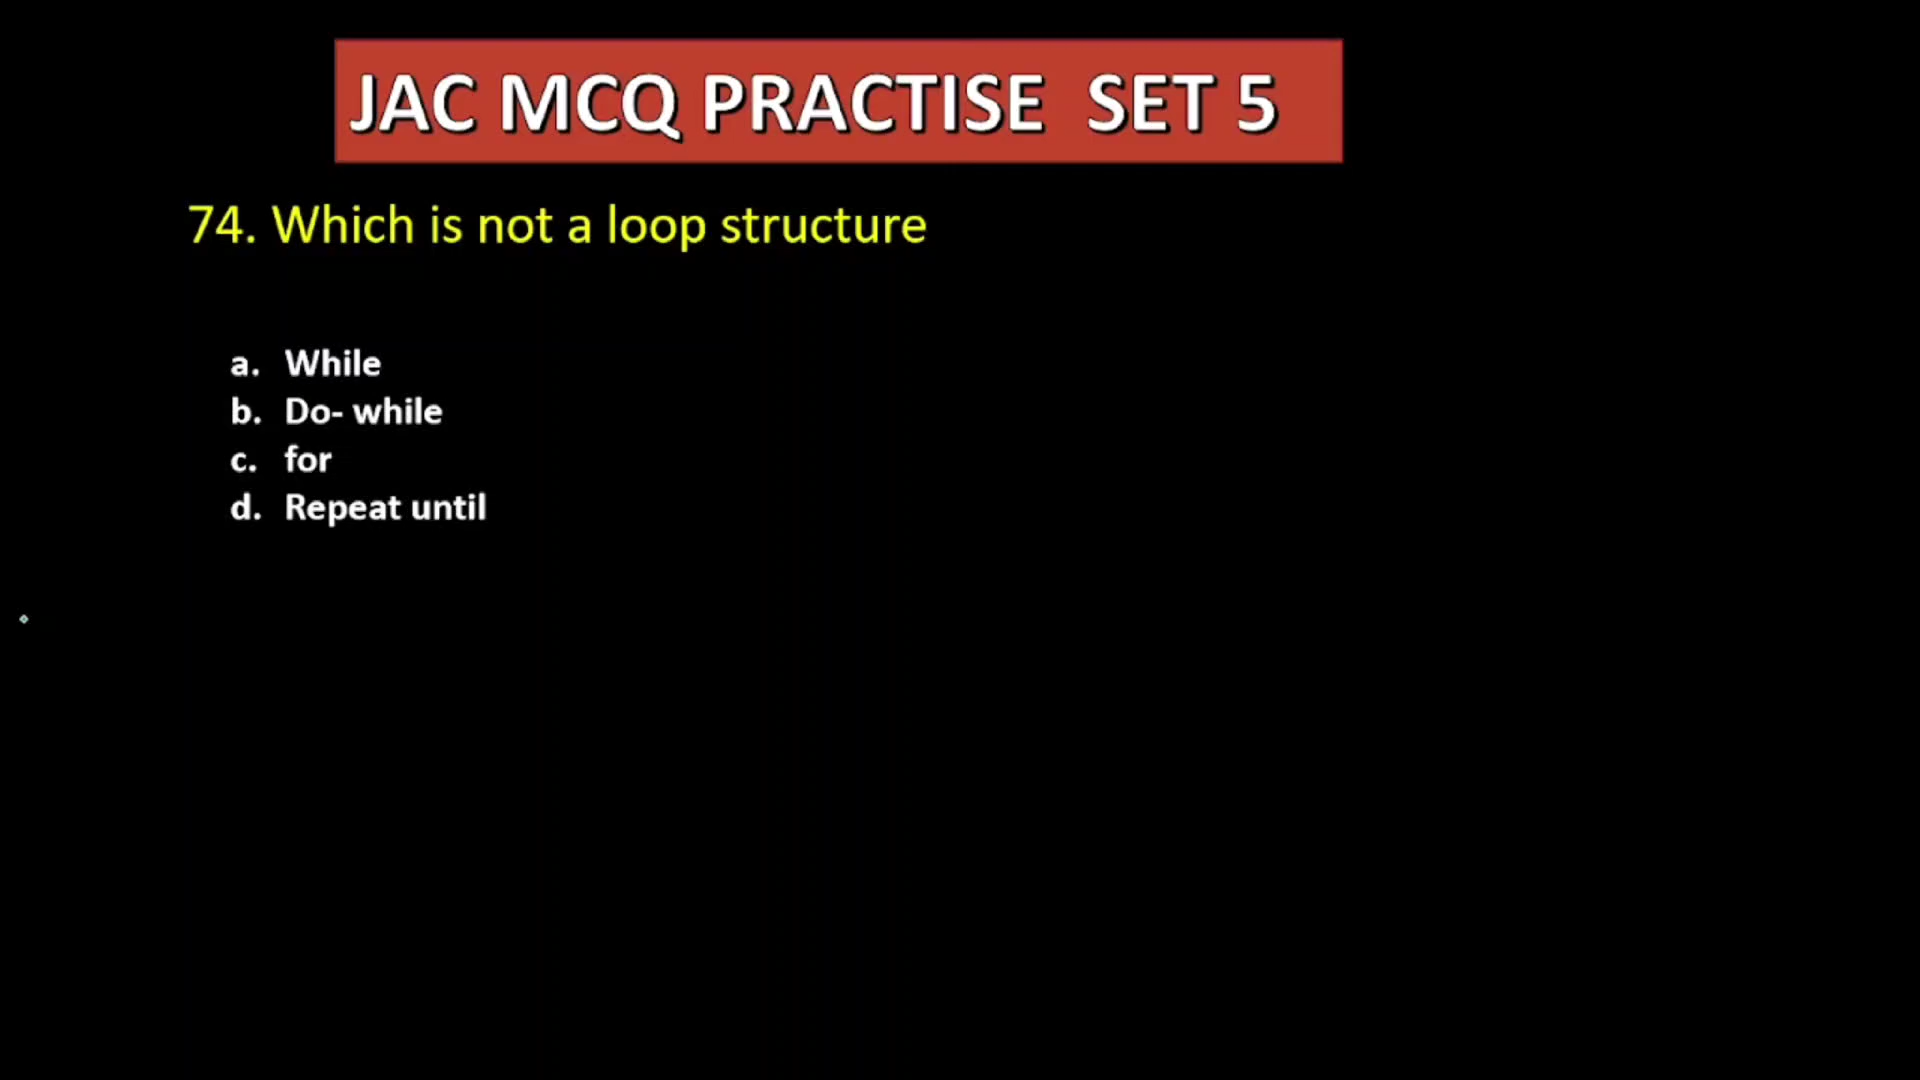 JAC MCQ PRACTISE  SET 5
74. Which is not a loop structure
a. While
b. Do- while
c. for
d. Repeat until